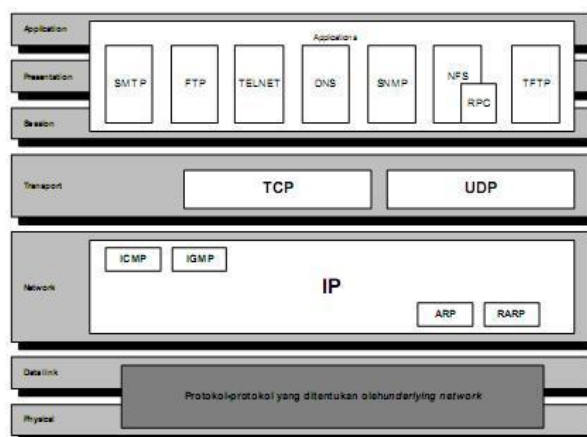 Application
Applications
Presentation
SMTP FTP TELNET DNS SNMP NFS RPC TFTP
Session
Transport
TCP UDP
ICMP IGMP
Network
IP
ARP RARP
Data link
Protokol-protokol yang ditentukan olehunderlying network
Physical